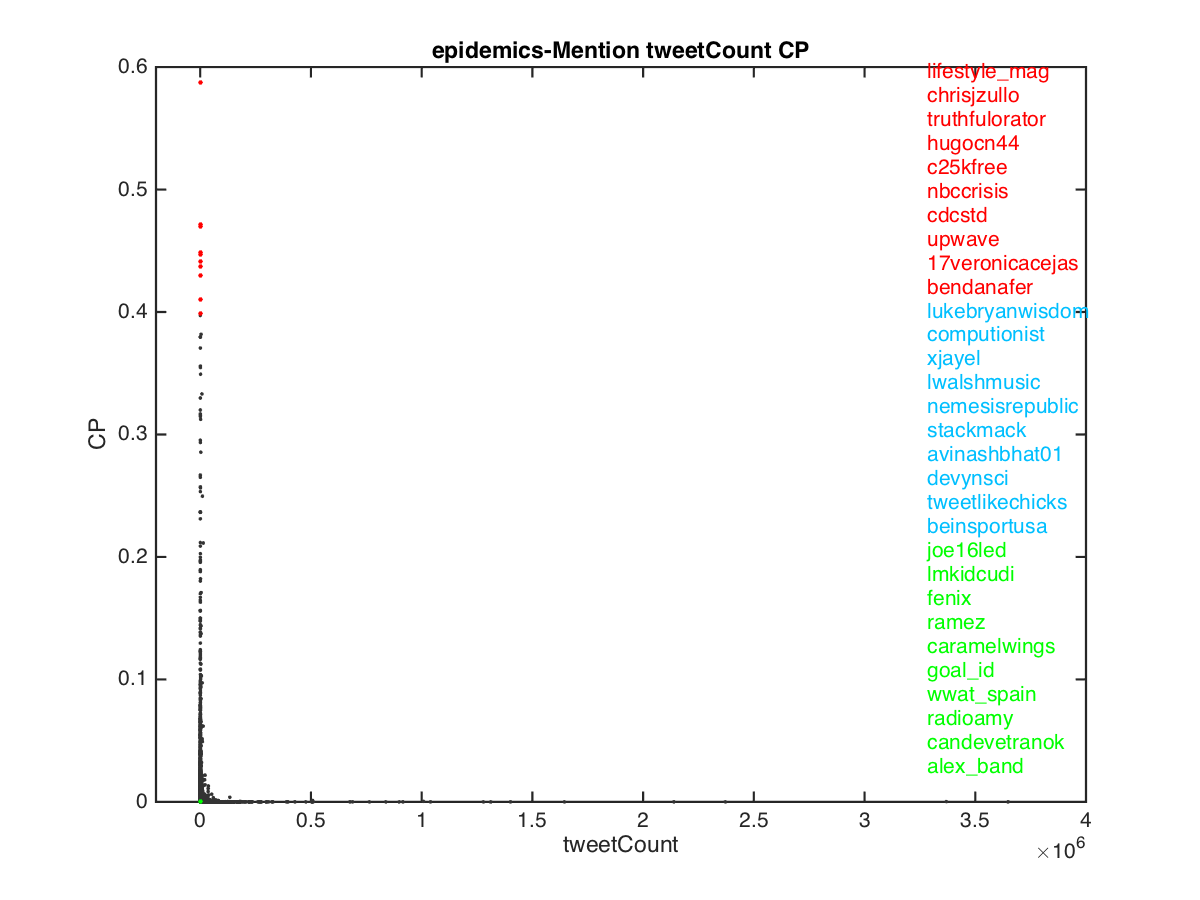 epidemics-Mention tweetCount CP
0.6
0.5
0.4
0.3
0.2
0.1
0
CP
0 0.5 1 1.5 2 2.5 3 3.5 4
×10^6
tweetCount
lifestyle_mag
chrisjzullo
truthfulorator
hugocn44
c25kfree
nbccrisis
cdcstd
upwave
17veronicacejas
bendanafer
lukebryanwisdom
computionist
xjayel
lwalshmusic
nemesisrepublic
stackmack
avinashbhat01
devynsci
tweetlikechicks
beinsportusa
joe16led
lmkidcudi
fenix
ramez
caramelwings
goal_id
wwat_spain
radioamy
candevetranok
alex_band